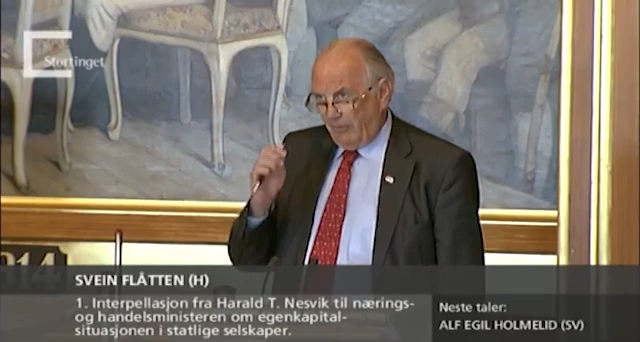 Stortinget
1814
SVEIN FLÅTTEN (H)
1. Interpellasjon fra Harald T. Nesvik til nærings-
og handelsministeren om egenkapital-
situasjonen i statlige selskaper.
Neste taler:
ALF EGIL HOLMELID (SV)